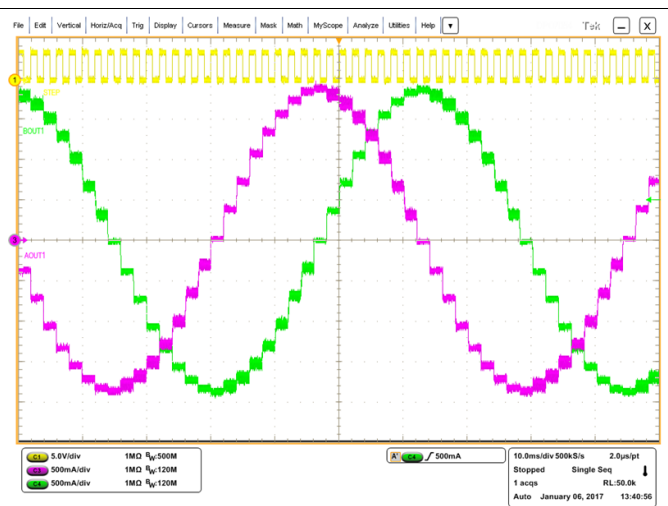 File Edit Vertical Horiz/Acq Trig Display Cursors Measure Mask Math MyScope Analyze Utilities Help Tek X
1
STEP
BOUT1
AOUT1
C1 5.0V/div 1MΩ BW:500M
C3 500mA/div 1MΩ BW:120M
C4 500mA/div 1MΩ BW:120M
A' C4 500mA
10.0ms/div 500kS/s 2.0µs/pt
Stopped Single Seq
1 acqs RL:50.0k
Auto January 06, 2017 13:40:56